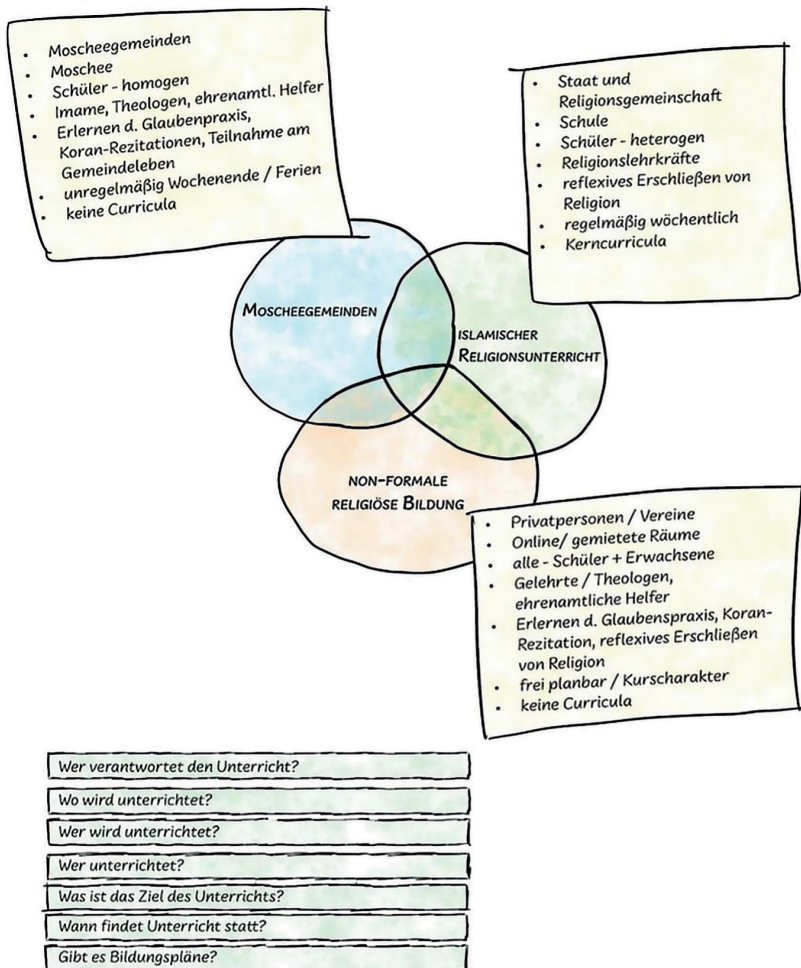 • Moscheegemeinden
• Moschee
• Schüler - homogen
• Imame, Theologen, ehrenamtl. Helfer
• Erlernen d. Glaubenpraxis,
Koran-Rezitationen, Teilnahme am
Gemeindeleben
• unregelmäßig Wochenende / Ferien
• keine Curricula
• Staat und
Religionsgemeinschaft
• Schule
• Schüler - heterogen
• Religionslehrkräfte
• reflexives Erschließen von
Religion
• regelmäßig wöchentlich
• Kerncurricula
MOSCHEEGEMEINDEN
ISLAMISCHER
RELIGIONSUNTERRICHT
NON-FORMALE
RELIGIÖSE BILDUNG
• Privatpersonen / Vereine
• Online/ gemietete Räume
• alle - Schüler + Erwachsene
• Gelehrte / Theologen,
ehrenamtliche Helfer
• Erlernen d. Glaubenspraxis, Koran-
Rezitation, reflexives Erschließen
von Religion
• frei planbar / Kurscharakter
• keine Curricula
Wer verantwortet den Unterricht?
Wo wird unterrichtet?
Wer wird unterrichtet?
Wer unterrichtet?
Was ist das Ziel des Unterrichts?
Wann findet Unterricht statt?
Gibt es Bildungspläne?